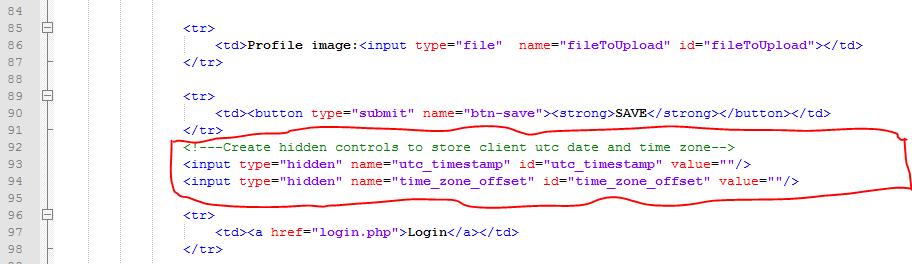 84
85 <tr>
86 <td>Profile image:<input type="file"  name="fileToUpload" id="fileToUpload"></td>
87 </tr>
88
89 <tr>
90 <td><button type="submit" name="btn-save"><strong>SAVE</strong></button></td>
91 </tr>
92 <!---Create hidden controls to store client utc date and time zone-->
93 <input type="hidden" name="utc_timestamp" id="utc_timestamp" value=""/>
94 <input type="hidden" name="time_zone_offset" id="time_zone_offset" value=""/>
95
96 <tr>
97 <td><a href="login.php">Login</a></td>
98 </tr>